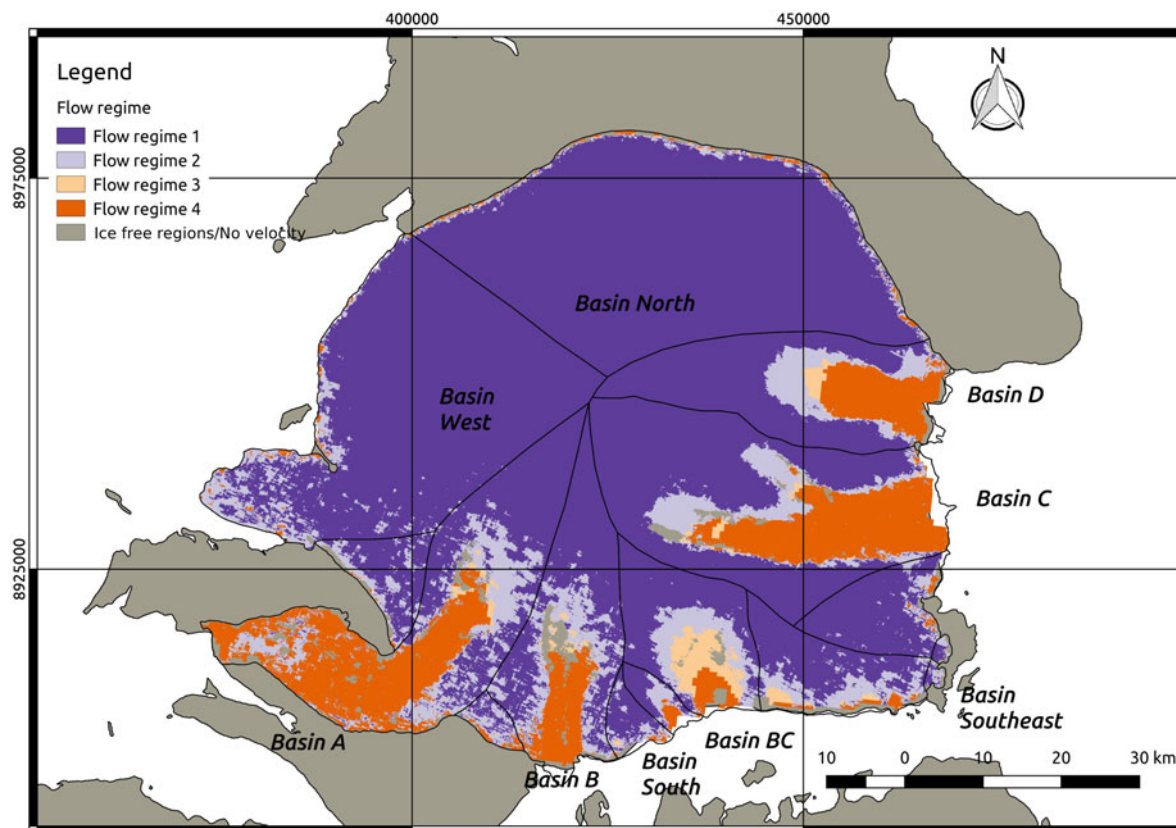 400000
450000
8975000
8925000
Legend
Flow regime
Flow regime 1
Flow regime 2
Flow regime 3
Flow regime 4
Ice free regions/No velocity
N
Basin North
Basin
West
Basin D
Basin C
Basin A
Basin B
Basin
South
Basin BC
Basin
Southeast
10 0 10 20 30 km